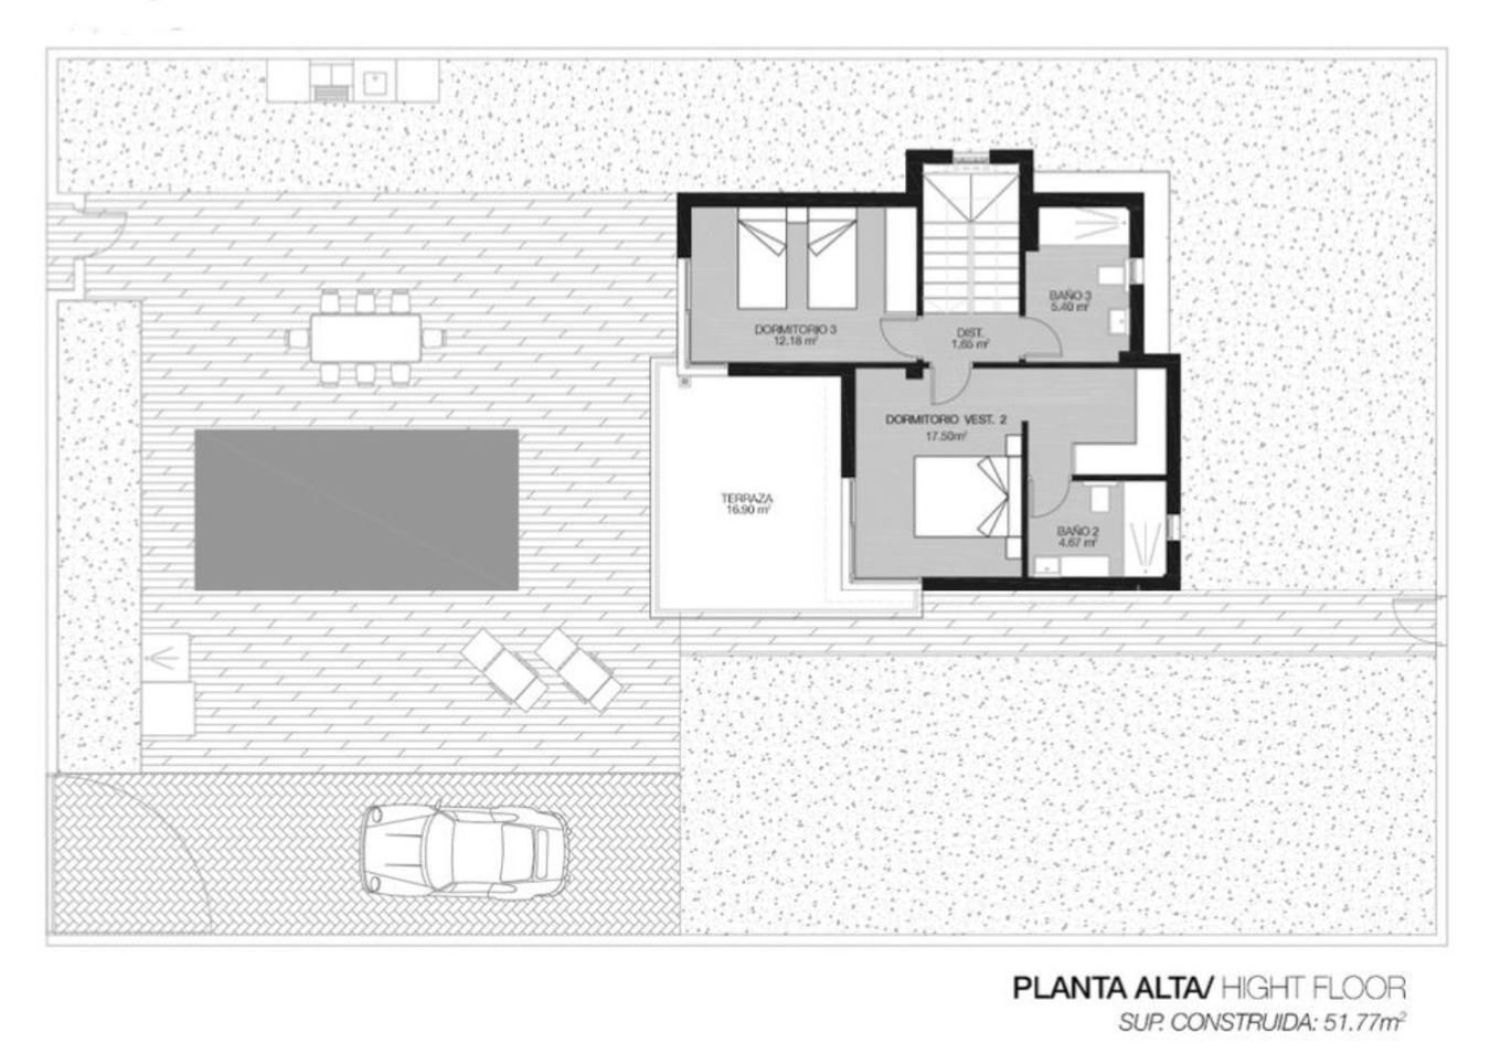 BAÑO 3
5.40 m²
DORMITORIO 3
12.18 m²
DIST.
1.65 m²
DORMITORIO VEST. 2
17.50m²
TERRAZA
16.90 m²
BAÑO 2
4.67 m²
PLANTA ALTA/ HIGHT FLOOR
SUP. CONSTRUIDA: 51.77m²